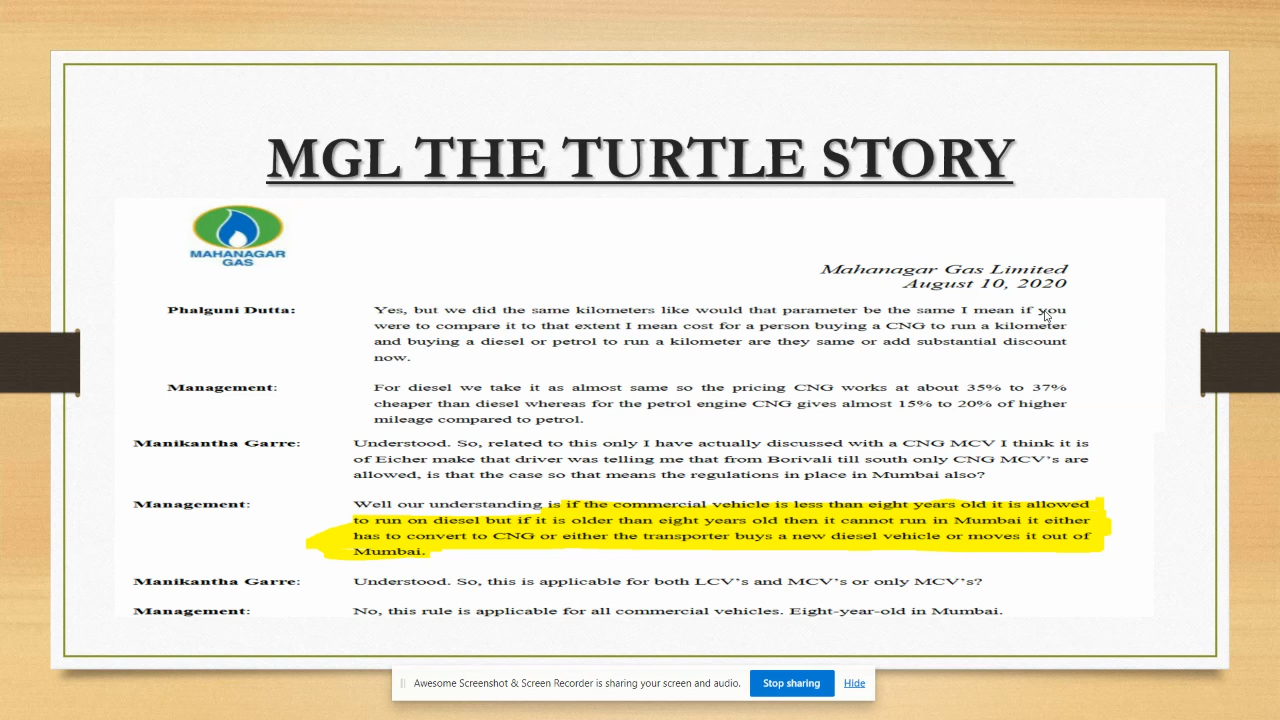 MGL THE TURTLE STORY
MAHANAGAR
GAS
Mahanagar Gas Limited
August 10, 2020
Phalguni Dutta: Yes, but we did the same kilometers like would that parameter be the same I mean if you
were to compare it to that extent I mean cost for a person buying a CNG to run a kilometer
and buying a diesel or petrol to run a kilometer are they same or add substantial discount
now.
Management: For diesel we take it as almost same so the pricing CNG works at about 35% to 37%
cheaper than diesel whereas for the petrol engine CNG gives almost 15% to 20% of higher
mileage compared to petrol.
Manikantha Garre: Understood. So, related to this only I have actually discussed with a CNG MCV I think it is
of Eicher make that driver was telling me that from Borivali till south only CNG MCV's are
allowed, is that the case so that means the regulations in place in Mumbai also?
Management: Well our understanding is if the commercial vehicle is less than eight years old it is allowed
to run on diesel but if it is older than eight years old then it cannot run in Mumbai it either
has to convert to CNG or either the transporter buys a new diesel vehicle or moves it out of
Mumbai.
Manikantha Garre: Understood. So, this is applicable for both LCV's and MCV's or only MCV's?
Management: No, this rule is applicable for all commercial vehicles. Eight-year-old in Mumbai.
Awesome Screenshot & Screen Recorder is sharing your screen and audio. Stop sharing Hide